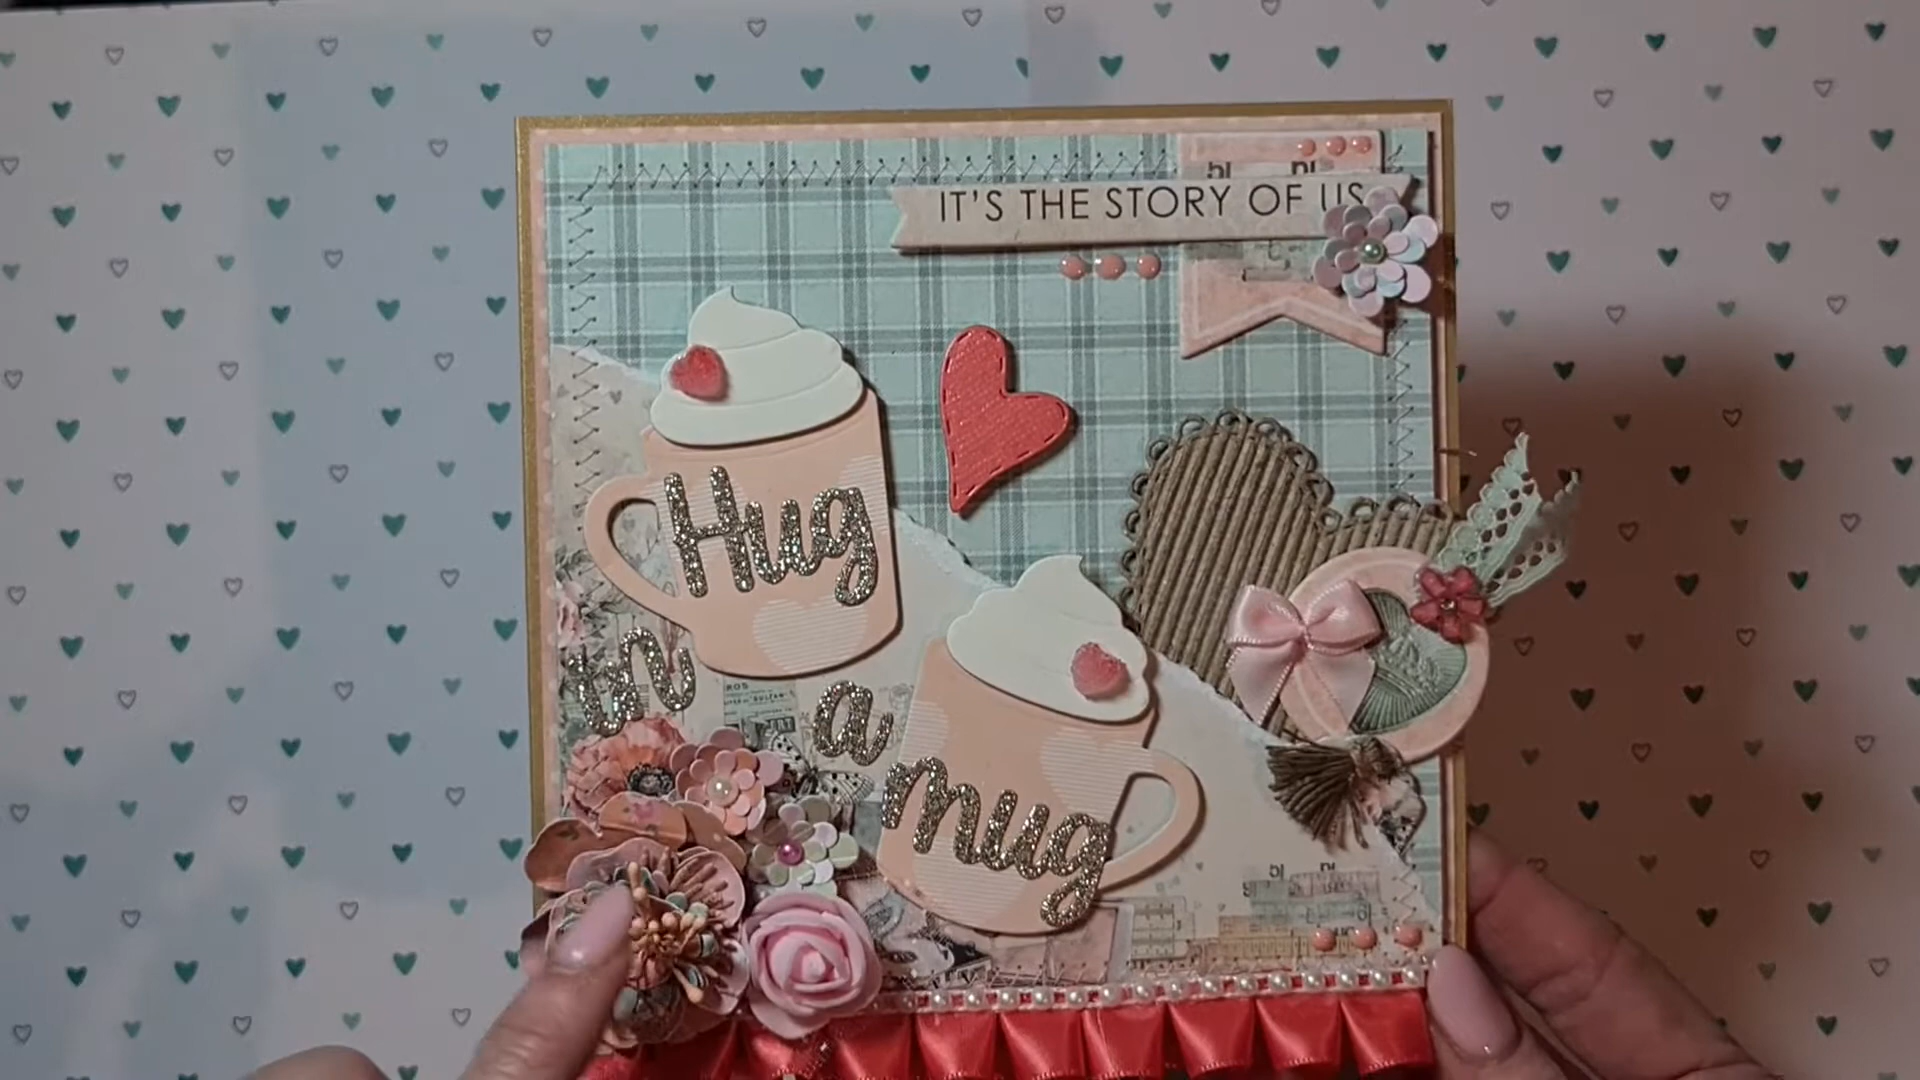 IT'S THE STORY OF US
Hug
in
a
mug